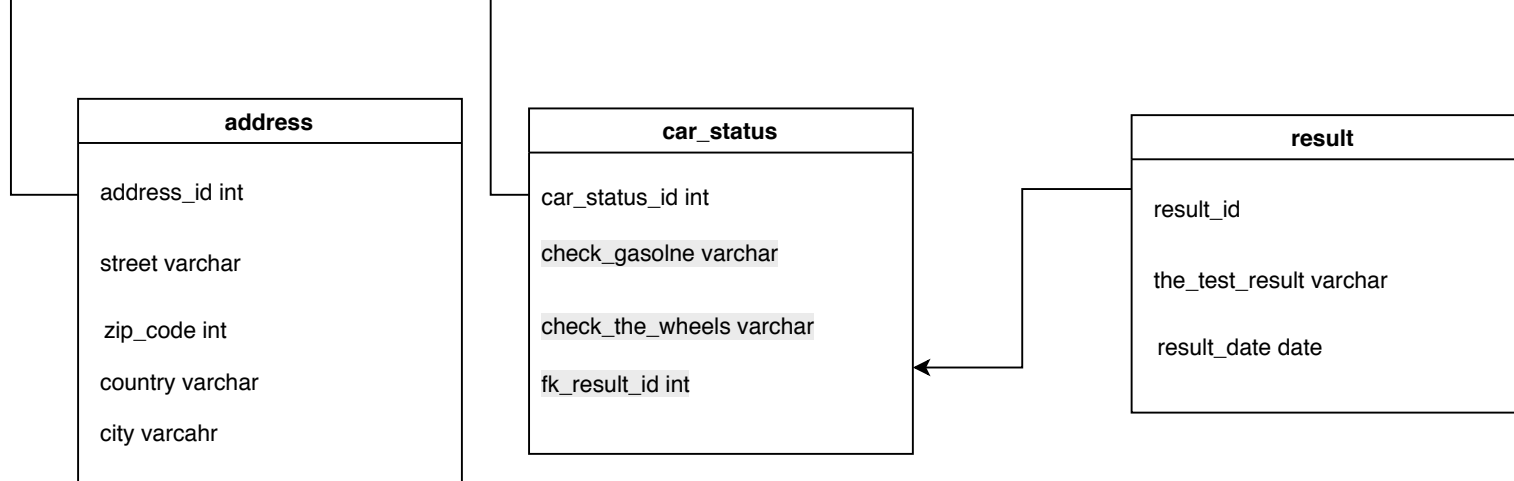 address
address_id int
street varchar
zip_code int
country varchar
city varcahr
car_status
car_status_id int
check_gasolne varchar
check_the_wheels varchar
fk_result_id int
result
result_id
the_test_result varchar
result_date date